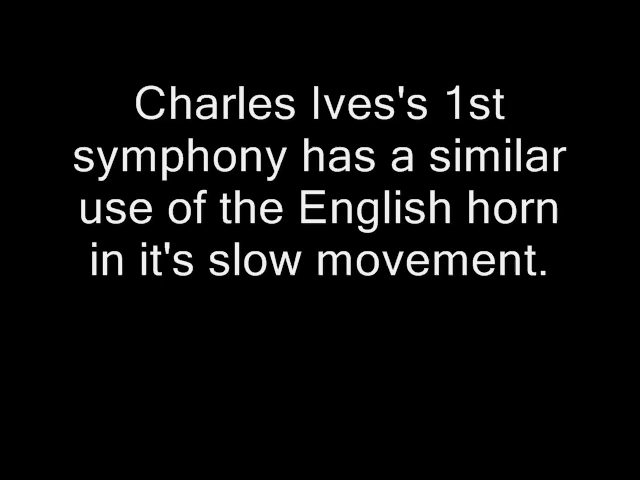 Charles Ives's 1st
symphony has a similar
use of the English horn
in it's slow movement.